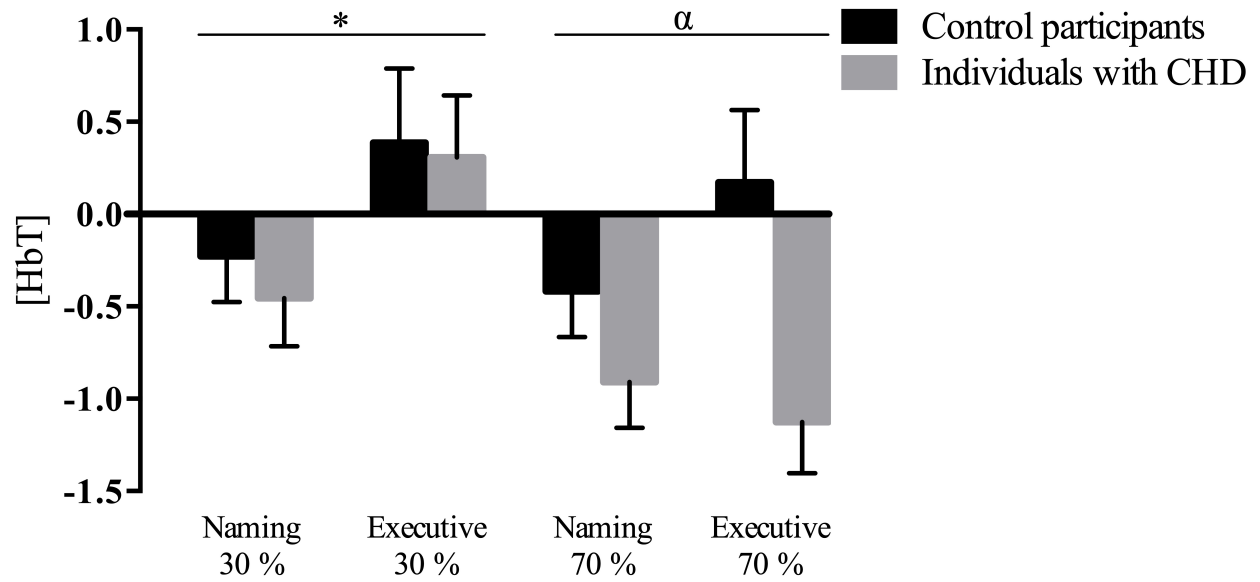 * α
Control participants
Individuals with CHD
1.0
0.5
0.0
-0.5
-1.0
-1.5
[HbT]
Naming Executive Naming Executive
30 % 30 % 70 % 70 %